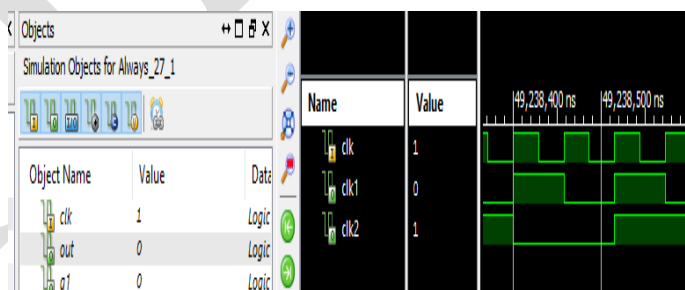 Objects
Simulation Objects for Always_27_1
Object Name Value Data
clk 1 Logic
out 0 Logic
q1 0 Logic
Name Value
clk 1
clk1 0
clk2 1
49,238,400 ns 49,238,500 ns